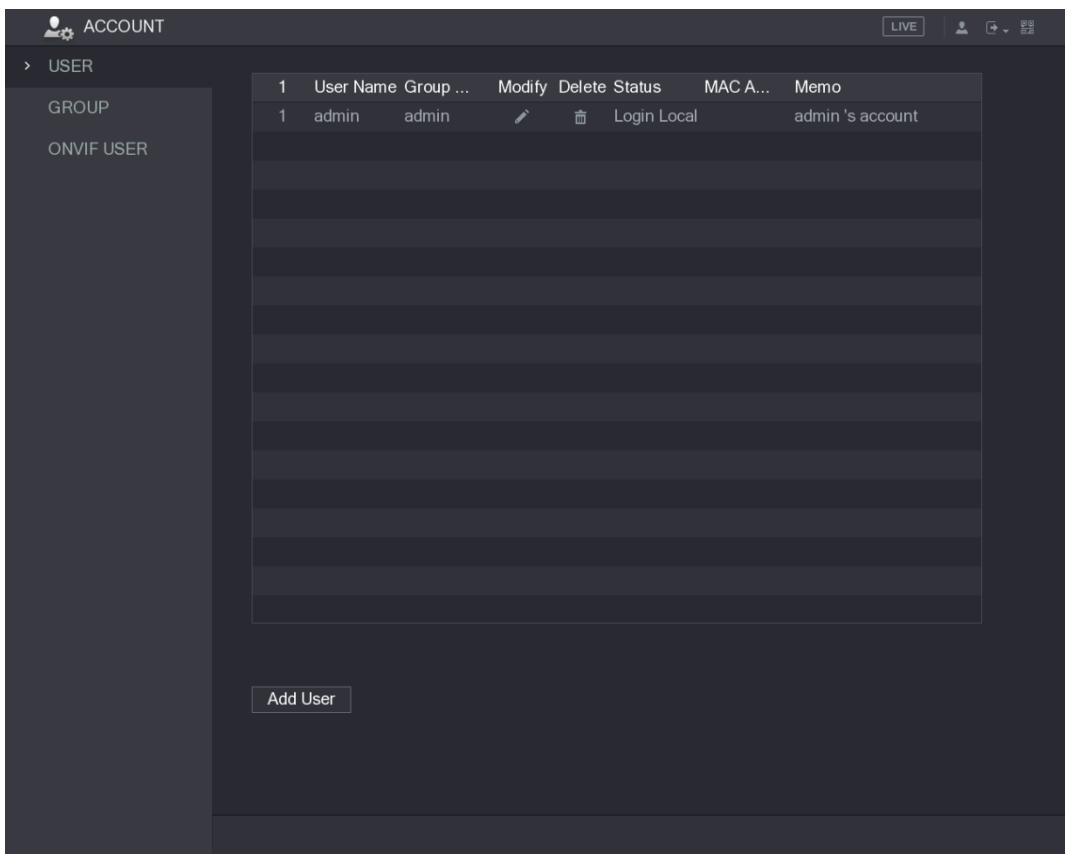 ACCOUNT LIVE
USER
GROUP
ONVIF USER
1 User Name Group ... Modify Delete Status MAC A... Memo
1 admin admin Login Local admin 's account
Add User